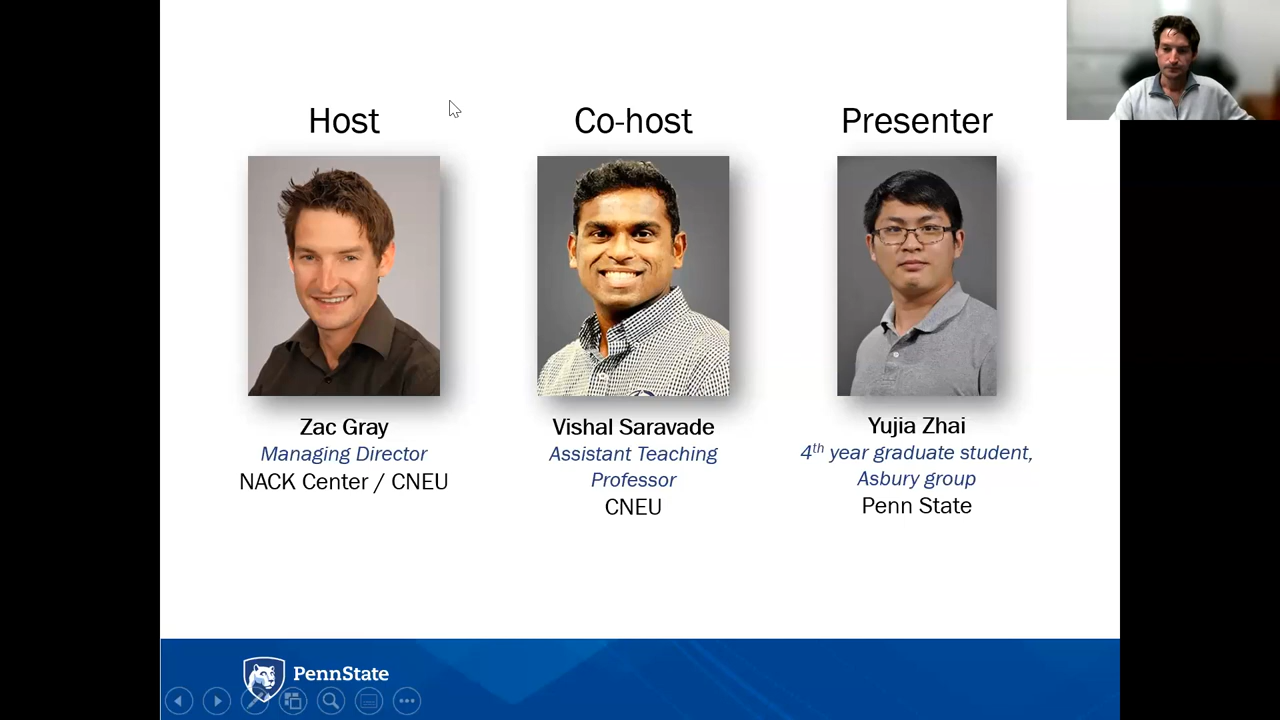 Host
Co-host
Presenter
Zac Gray
Managing Director
NACK Center / CNEU
Vishal Saravade
Assistant Teaching
Professor
CNEU
Yujia Zhai
4th year graduate student,
Asbury group
Penn State
PennState